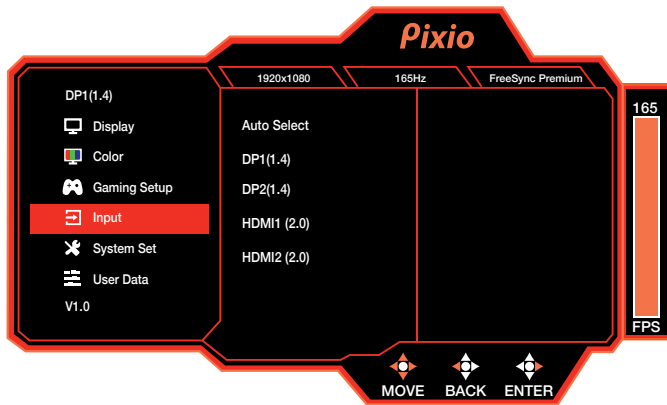 Pixio
1920x1080
165Hz
FreeSync Premium
DP1(1.4)
Display
Color
Gaming Setup
Input
System Set
User Data
V1.0
Auto Select
DP1(1.4)
DP2(1.4)
HDMI1 (2.0)
HDMI2 (2.0)
165
FPS
MOVE BACK ENTER